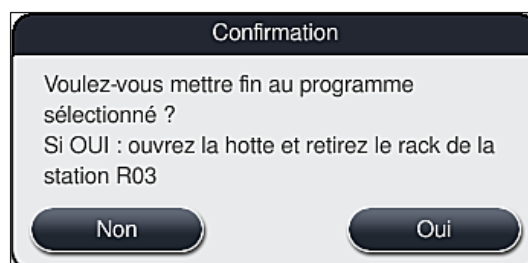 Confirmation
Voulez-vous mettre fin au programme
sélectionné ?
Si OUI : ouvrez la hotte et retirez le rack de la
station R03
Non
Oui